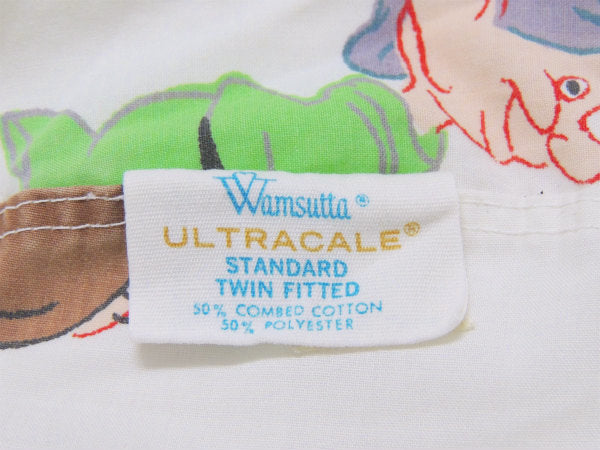 Wamsutta®
ULTRACALE®
STANDARD
TWIN FITTED
50% COMBED COTTON
50% POLYESTER